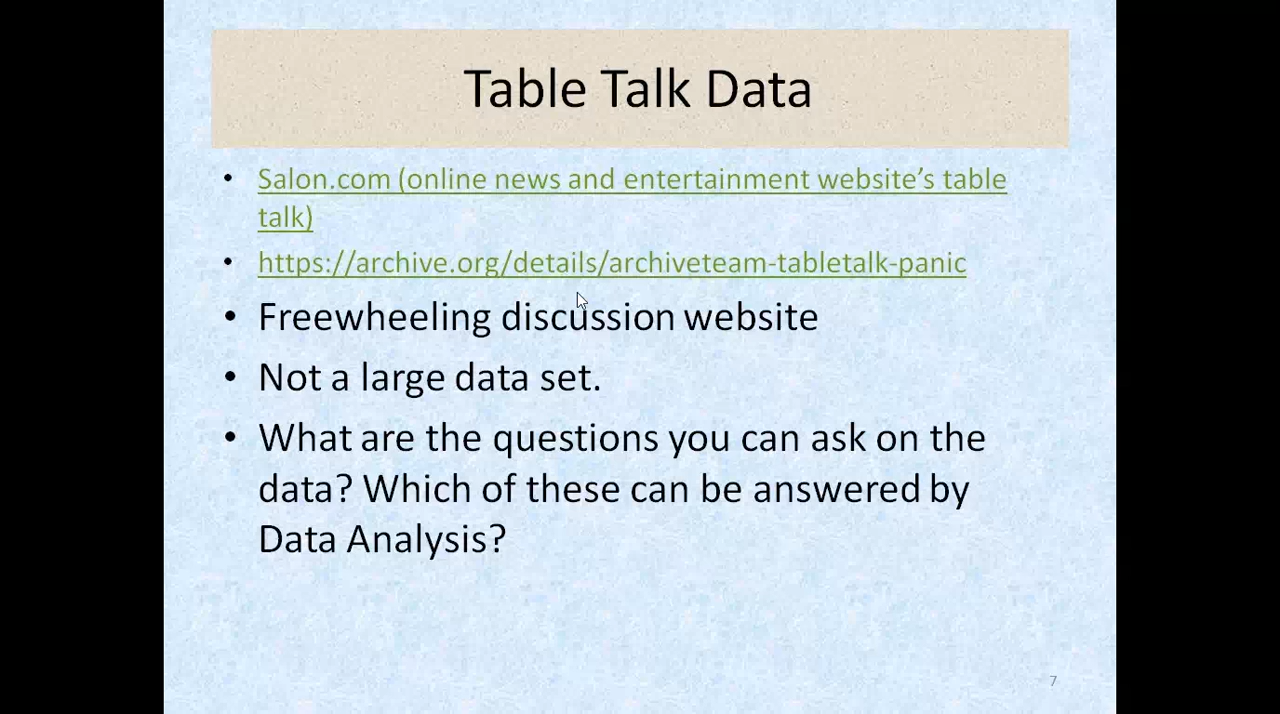 Table Talk Data
• Salon.com (online news and entertainment website’s table
talk)
• https://archive.org/details/archiveteam-tabletalk-panic
• Freewheeling discussion website
• Not a large data set.
• What are the questions you can ask on the
data? Which of these can be answered by
Data Analysis?
7